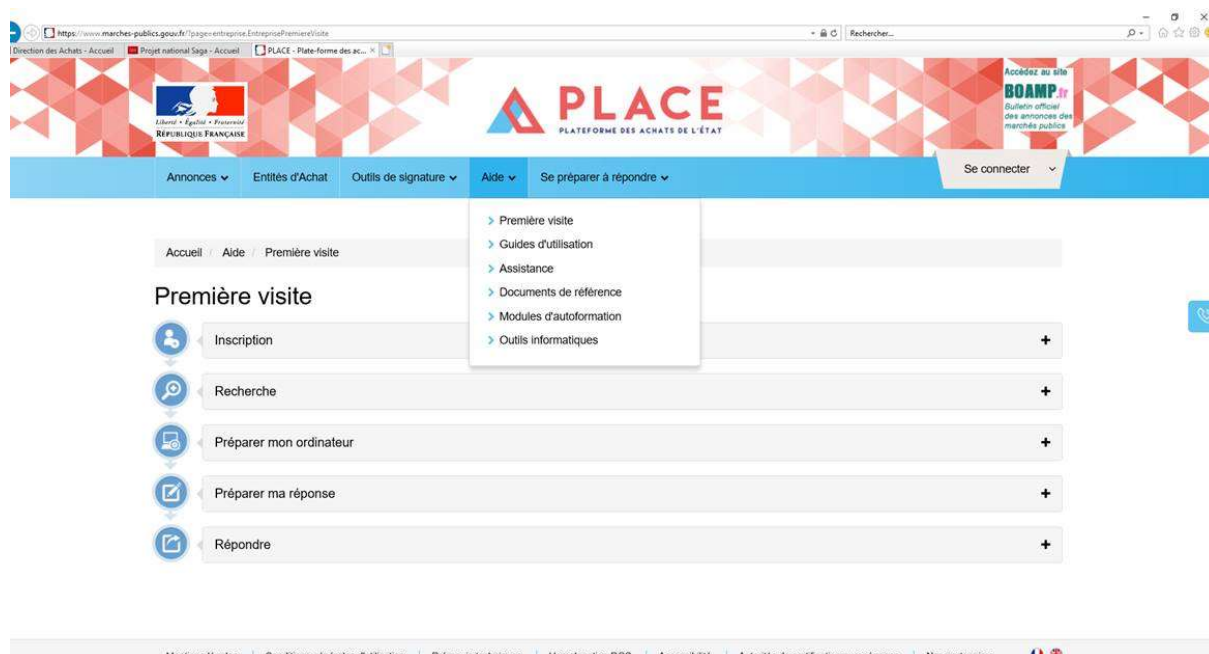 https://www.marches-publics.gouv.fr/?page=entreprise.EntreprisePremiereVisite
Rechercher...
Direction des Achats - Accueil
Projet national Saga - Accueil
PLACE - Plate-forme des ac...
Liberté • Égalité • Fraternité
RÉPUBLIQUE FRANÇAISE
PLACE
PLATEFORME DES ACHATS DE L'ÉTAT
Accédez au site
BOAMP.fr
Bulletin officiel
des annonces des
marchés publics
Annonces
Entités d'Achat
Outils de signature
Aide
Se préparer à répondre
Se connecter
Première visite
Guides d'utilisation
Assistance
Documents de référence
Modules d'autoformation
Outils informatiques
Accueil / Aide / Première visite
Première visite
Inscription
Recherche
Préparer mon ordinateur
Préparer ma réponse
Répondre